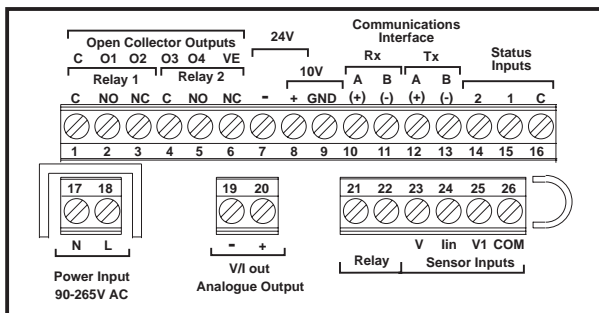 Communications
Interface
Open Collector Outputs 24V
C O1 O2 O3 O4 VE Rx Tx Status
Inputs
Relay 1 Relay 2 10V A B A B
C NO NC C NO NC - + GND (+) (-) (+) (-) 2 1 C
1 2 3 4 5 6 7 8 9 10 11 12 13 14 15 16
17 18 19 20 21 22 23 24 25 26
N L - + V Iin V1 COM
Power Input V/I out Relay Sensor Inputs
90-265V AC Analogue Output